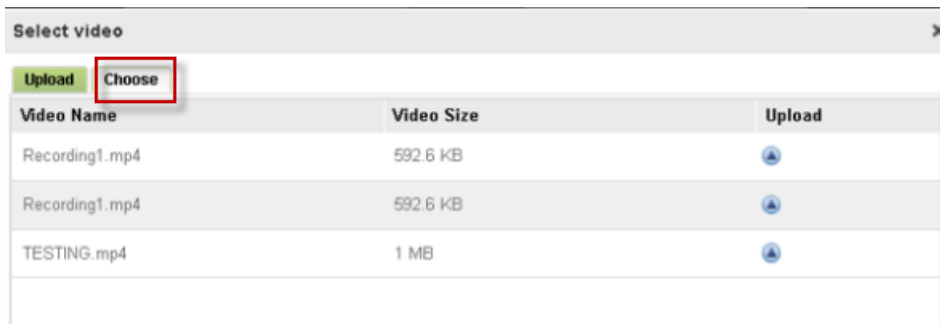 Select video
Upload Choose
Video Name Video Size Upload
Recording1.mp4 592.6 KB
Recording1.mp4 592.6 KB
TESTING.mp4 1 MB